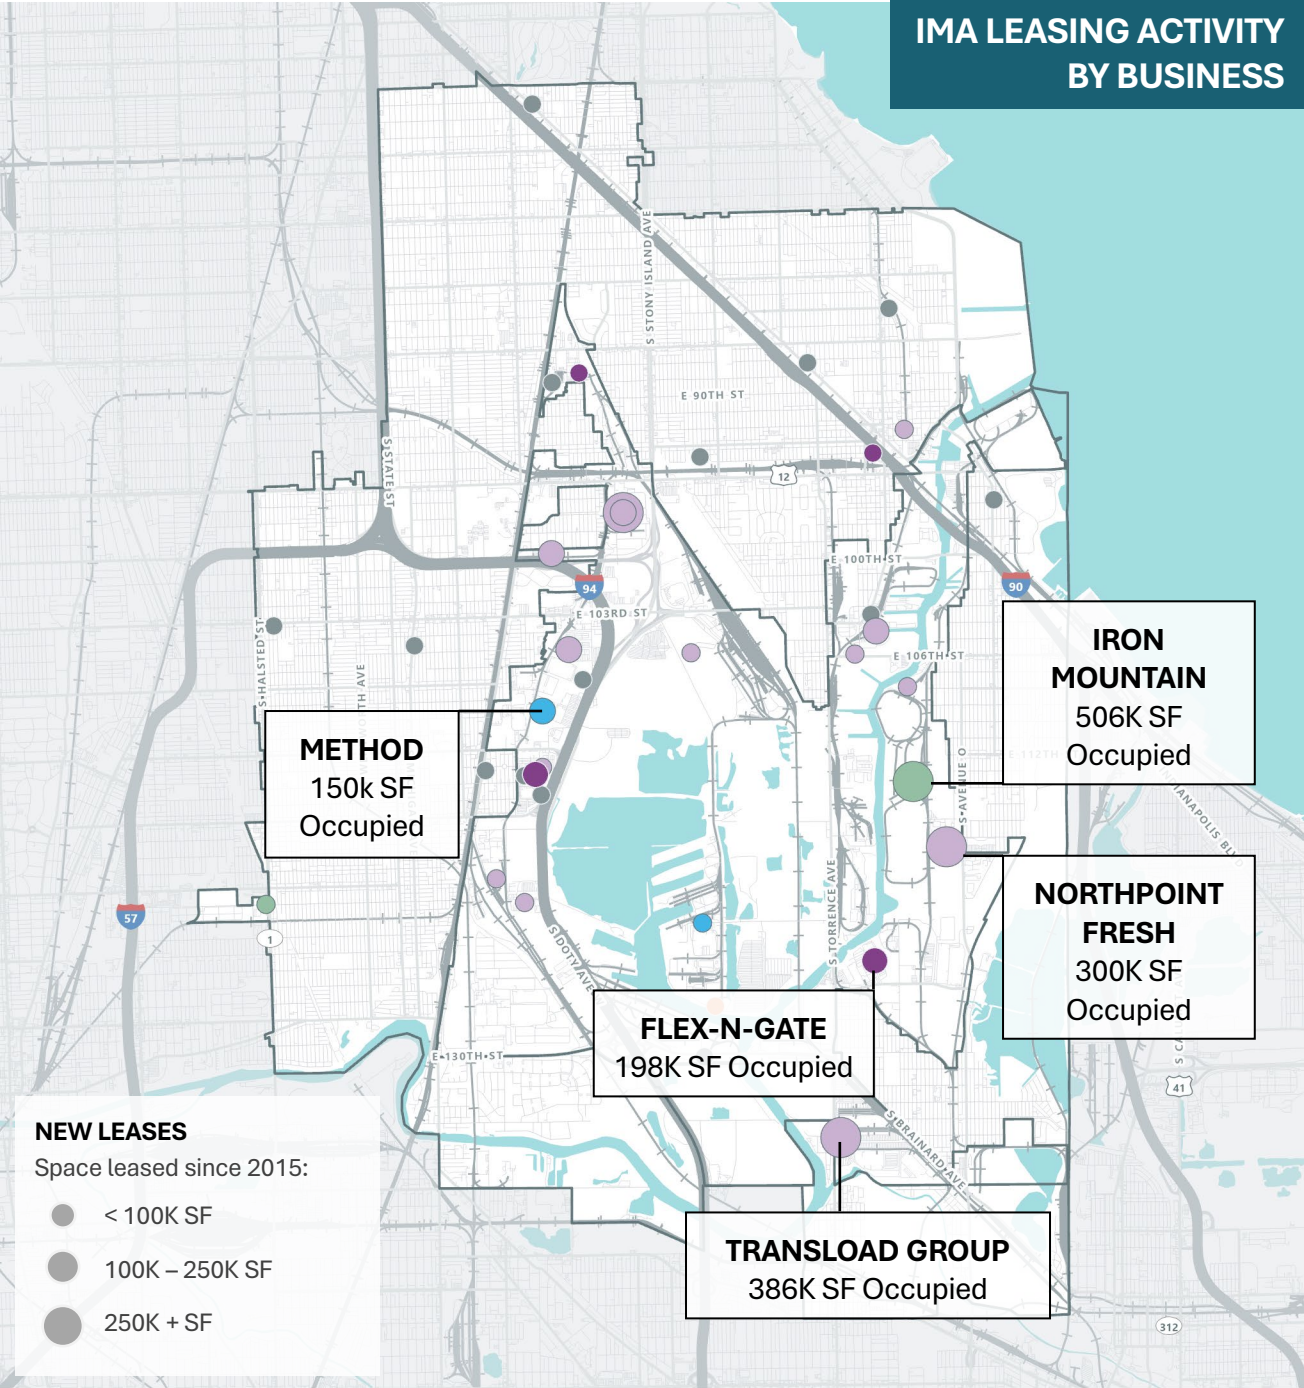 IMA LEASING ACTIVITY
BY BUSINESS
S STONY ISLAND AVE
E 90TH ST
12
S STATE ST
E 100TH ST
94
90
E 103RD ST
S HALSTED ST
E 106TH ST
IRON
MOUNTAIN
506K SF
Occupied
METHOD
150k SF
Occupied
E 112TH
S AVENUE O
NORTHPOINT
FRESH
300K SF
Occupied
57
1
S TORRENCE AVE
S DOTY AVE
FLEX-N-GATE
198K SF Occupied
E 130TH ST
41
S BRAINARD AVE
TRANSLOAD GROUP
386K SF Occupied
312
NEW LEASES
Space leased since 2015:
< 100K SF
100K – 250K SF
250K + SF